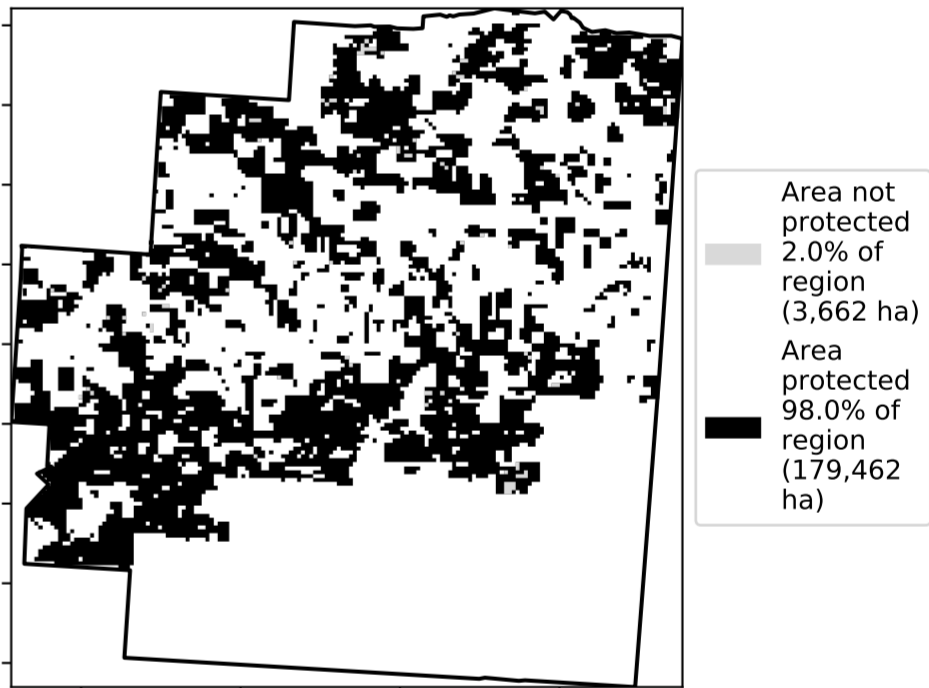 Area not
protected
2.0% of
region
(3,662 ha)
Area
protected
98.0% of
region
(179,462
ha)